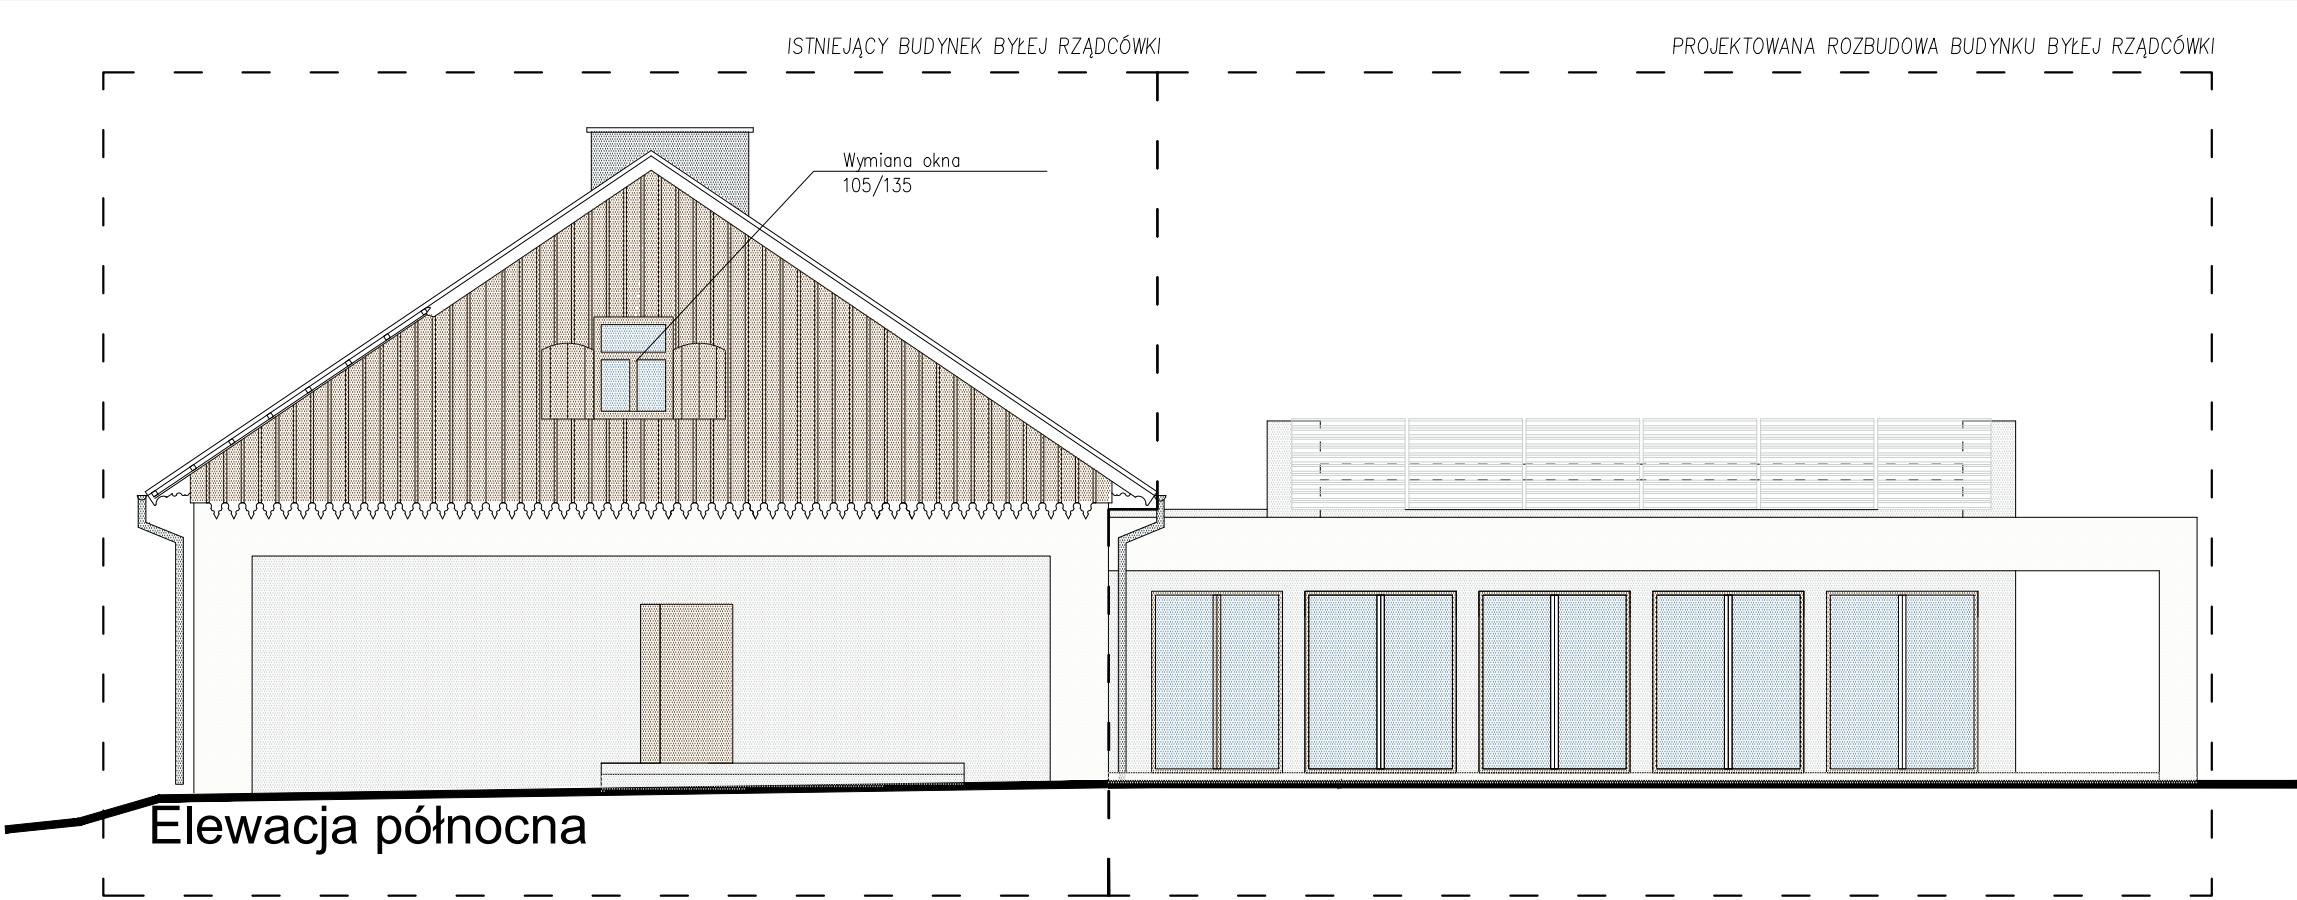 ISTNIEJĄCY BUDYNEK BYŁEJ RZĄDCÓWKI
PROJEKTOWANA ROZBUDOWA BUDYNKU BYŁEJ RZĄDCÓWKI
Wymiana okna
105/135
Elewacja północna